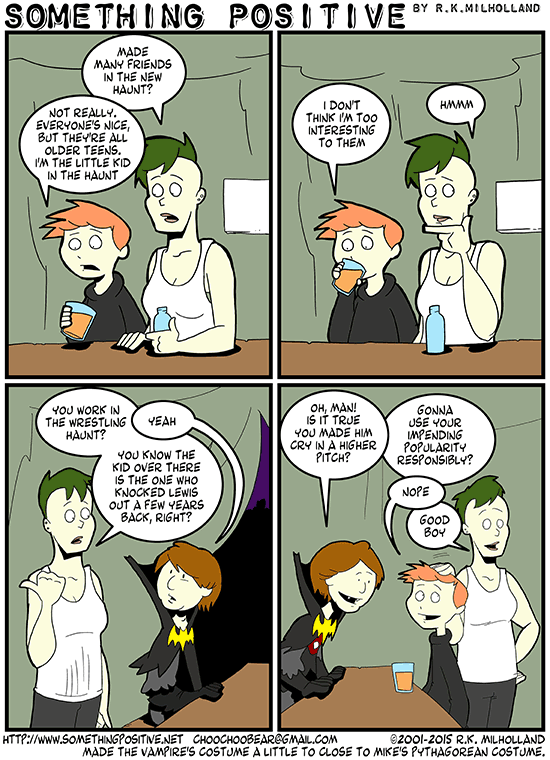 SOMETHING POSITIVE BY R.K.MILHOLLAND
MADE
MANY FRIENDS
IN THE NEW
HAUNT?
NOT REALLY.
EVERYONE'S NICE,
BUT THEY'RE ALL
OLDER TEENS.
I'M THE LITTLE KID
IN THE HAUNT
I DON'T
THINK I'M TOO
INTERESTING
TO THEM
HMMM
YOU WORK IN
THE WRESTLING
HAUNT?
YEAH
YOU KNOW THE
KID OVER THERE
IS THE ONE WHO
KNOCKED LEWIS
OUT A FEW YEARS
BACK, RIGHT?
OH, MAN!
IS IT TRUE
YOU MADE HIM
CRY IN A HIGHER
PITCH?
GONNA
USE YOUR
IMPENDING
POPULARITY
RESPONSIBLY?
NOPE
GOOD
BOY
HTTP://WWW.SOMETHINGPOSITIVE.NET CHOOCHOOBEAR@GMAIL.COM ©2001-2015 R.K. MILHOLLAND
MADE THE VAMPIRE'S COSTUME A LITTLE TO CLOSE TO MIKE'S PYTHAGOREAN COSTUME.